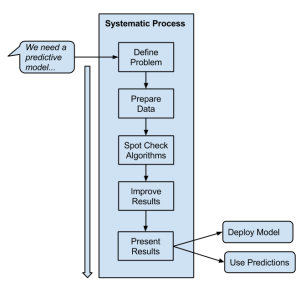 Systematic Process
We need a
predictive
model...
Define
Problem
Prepare
Data
Spot Check
Algorithms
Improve
Results
Present
Results
Deploy Model
Use Predictions